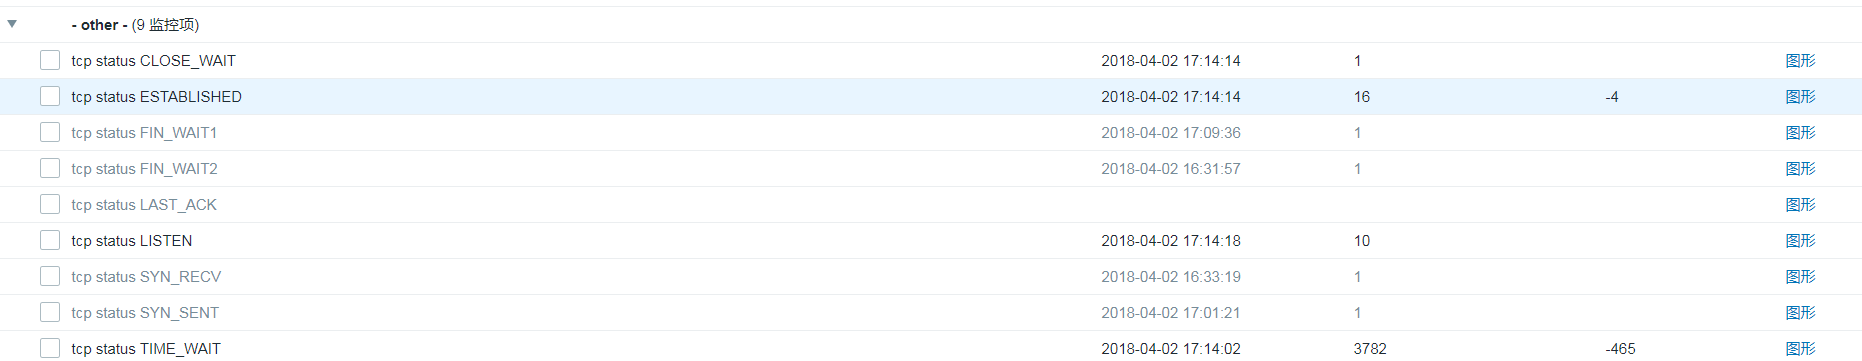 - other - (9 监控项)
tcp status CLOSE_WAIT 2018-04-02 17:14:14 1 图形
tcp status ESTABLISHED 2018-04-02 17:14:14 16 -4 图形
tcp status FIN_WAIT1 2018-04-02 17:09:36 1 图形
tcp status FIN_WAIT2 2018-04-02 16:31:57 1 图形
tcp status LAST_ACK 图形
tcp status LISTEN 2018-04-02 17:14:18 10 图形
tcp status SYN_RECV 2018-04-02 16:33:19 1 图形
tcp status SYN_SENT 2018-04-02 17:01:21 1 图形
tcp status TIME_WAIT 2018-04-02 17:14:02 3782 -465 图形